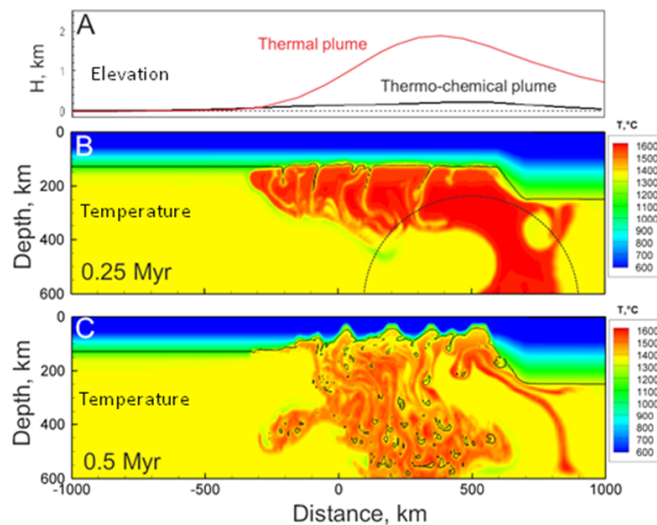 A
H, km
2
1
0
Elevation
Thermal plume
Thermo-chemical plume
B
Depth, km
0
200
400
600
Temperature
0.25 Myr
T,°C
1600
1500
1400
1300
1200
1100
1000
900
800
700
600
C
Depth, km
0
200
400
600
Temperature
0.5 Myr
T,°C
1600
1500
1400
1300
1200
1100
1000
900
800
700
600
-1000 -500 0 500 1000
Distance, km